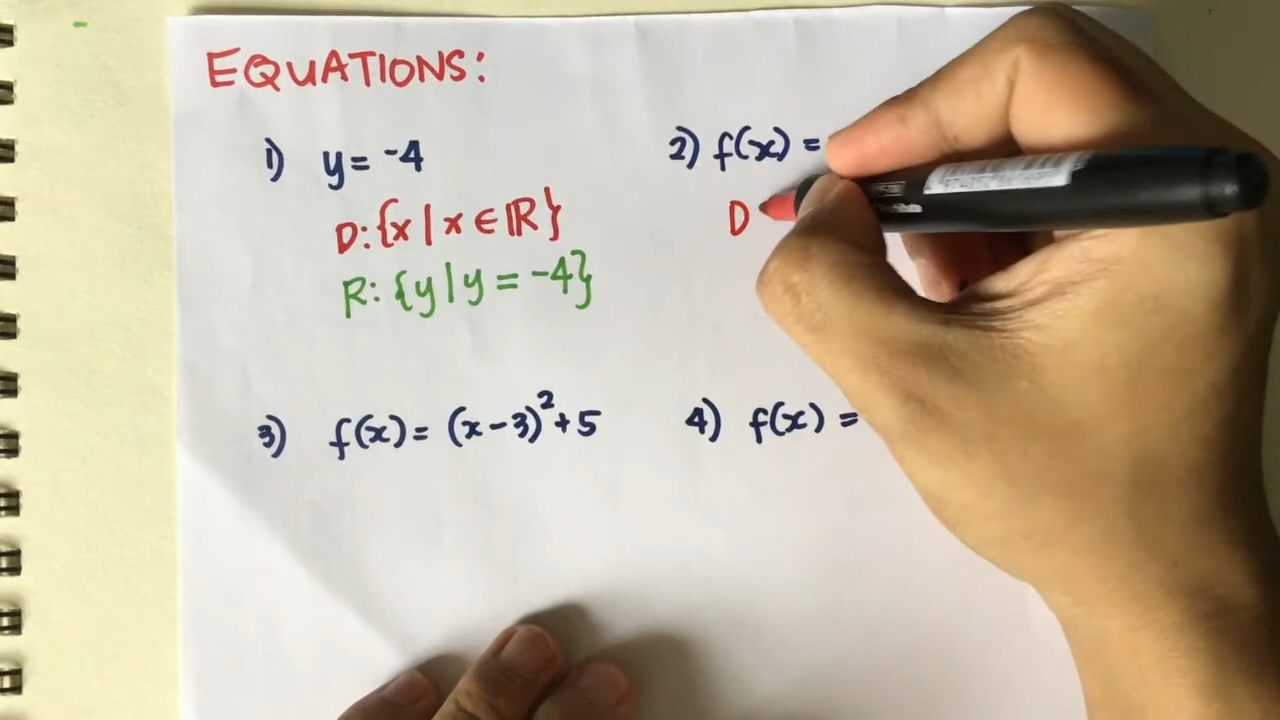 EQUATIONS:
1) y = -4
D: {x | x ∈ ℝ}
R: {y | y = -4}
2) f(x) =
D
3) f(x) = (x-3)²+5
4) f(x) =